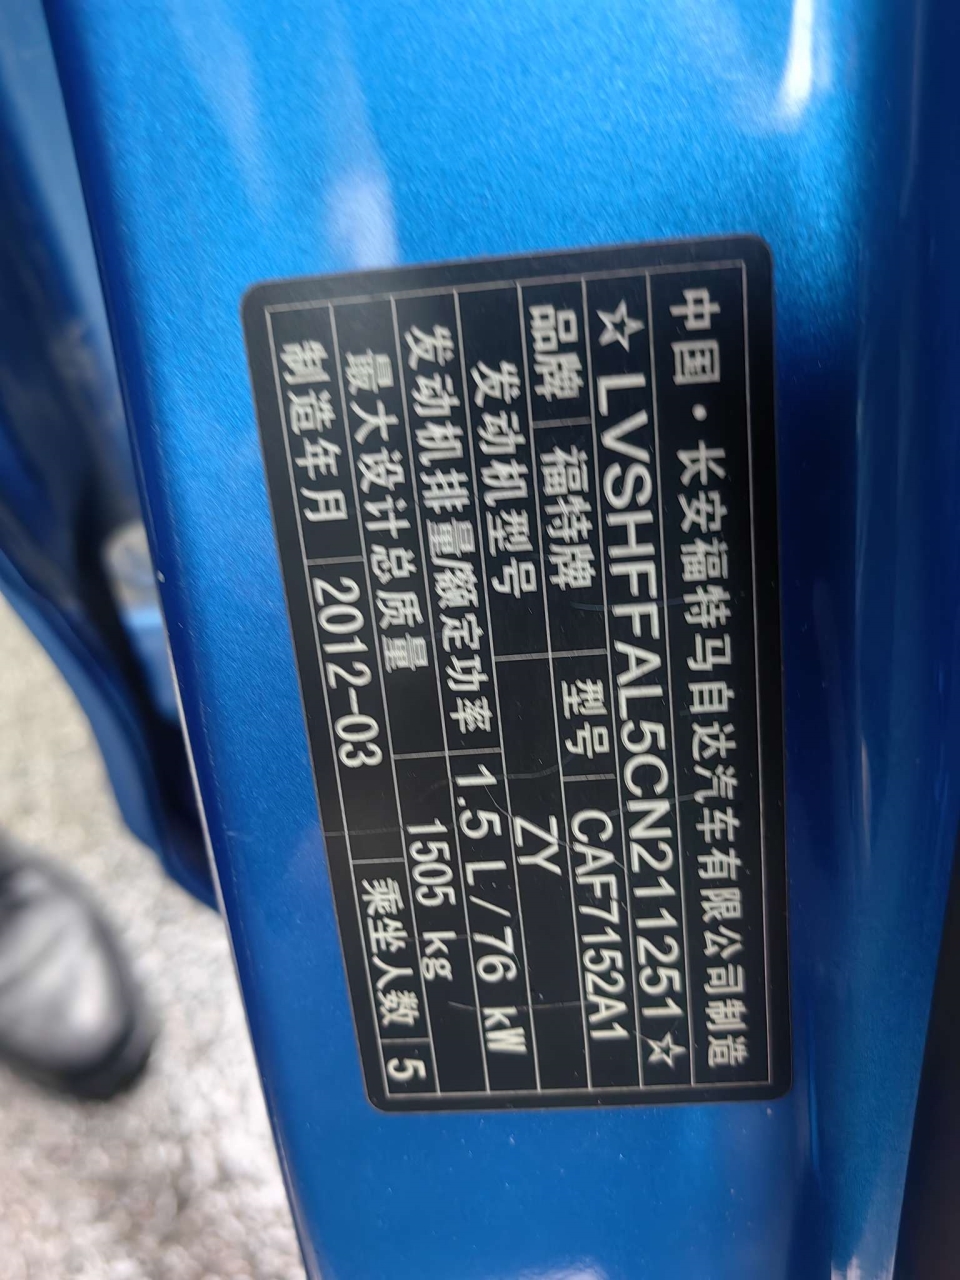 中国·长安福特马自达汽车有限公司制造
☆LVSHFFAL5CN211251☆
品牌 福特牌 型号 CAF7152A1
发动机型号 ZY
发动机排量/额定功率 1.5 L/76 kW
最大设计总质量 1505 kg
制造年月 2012-03 乘坐人数 5